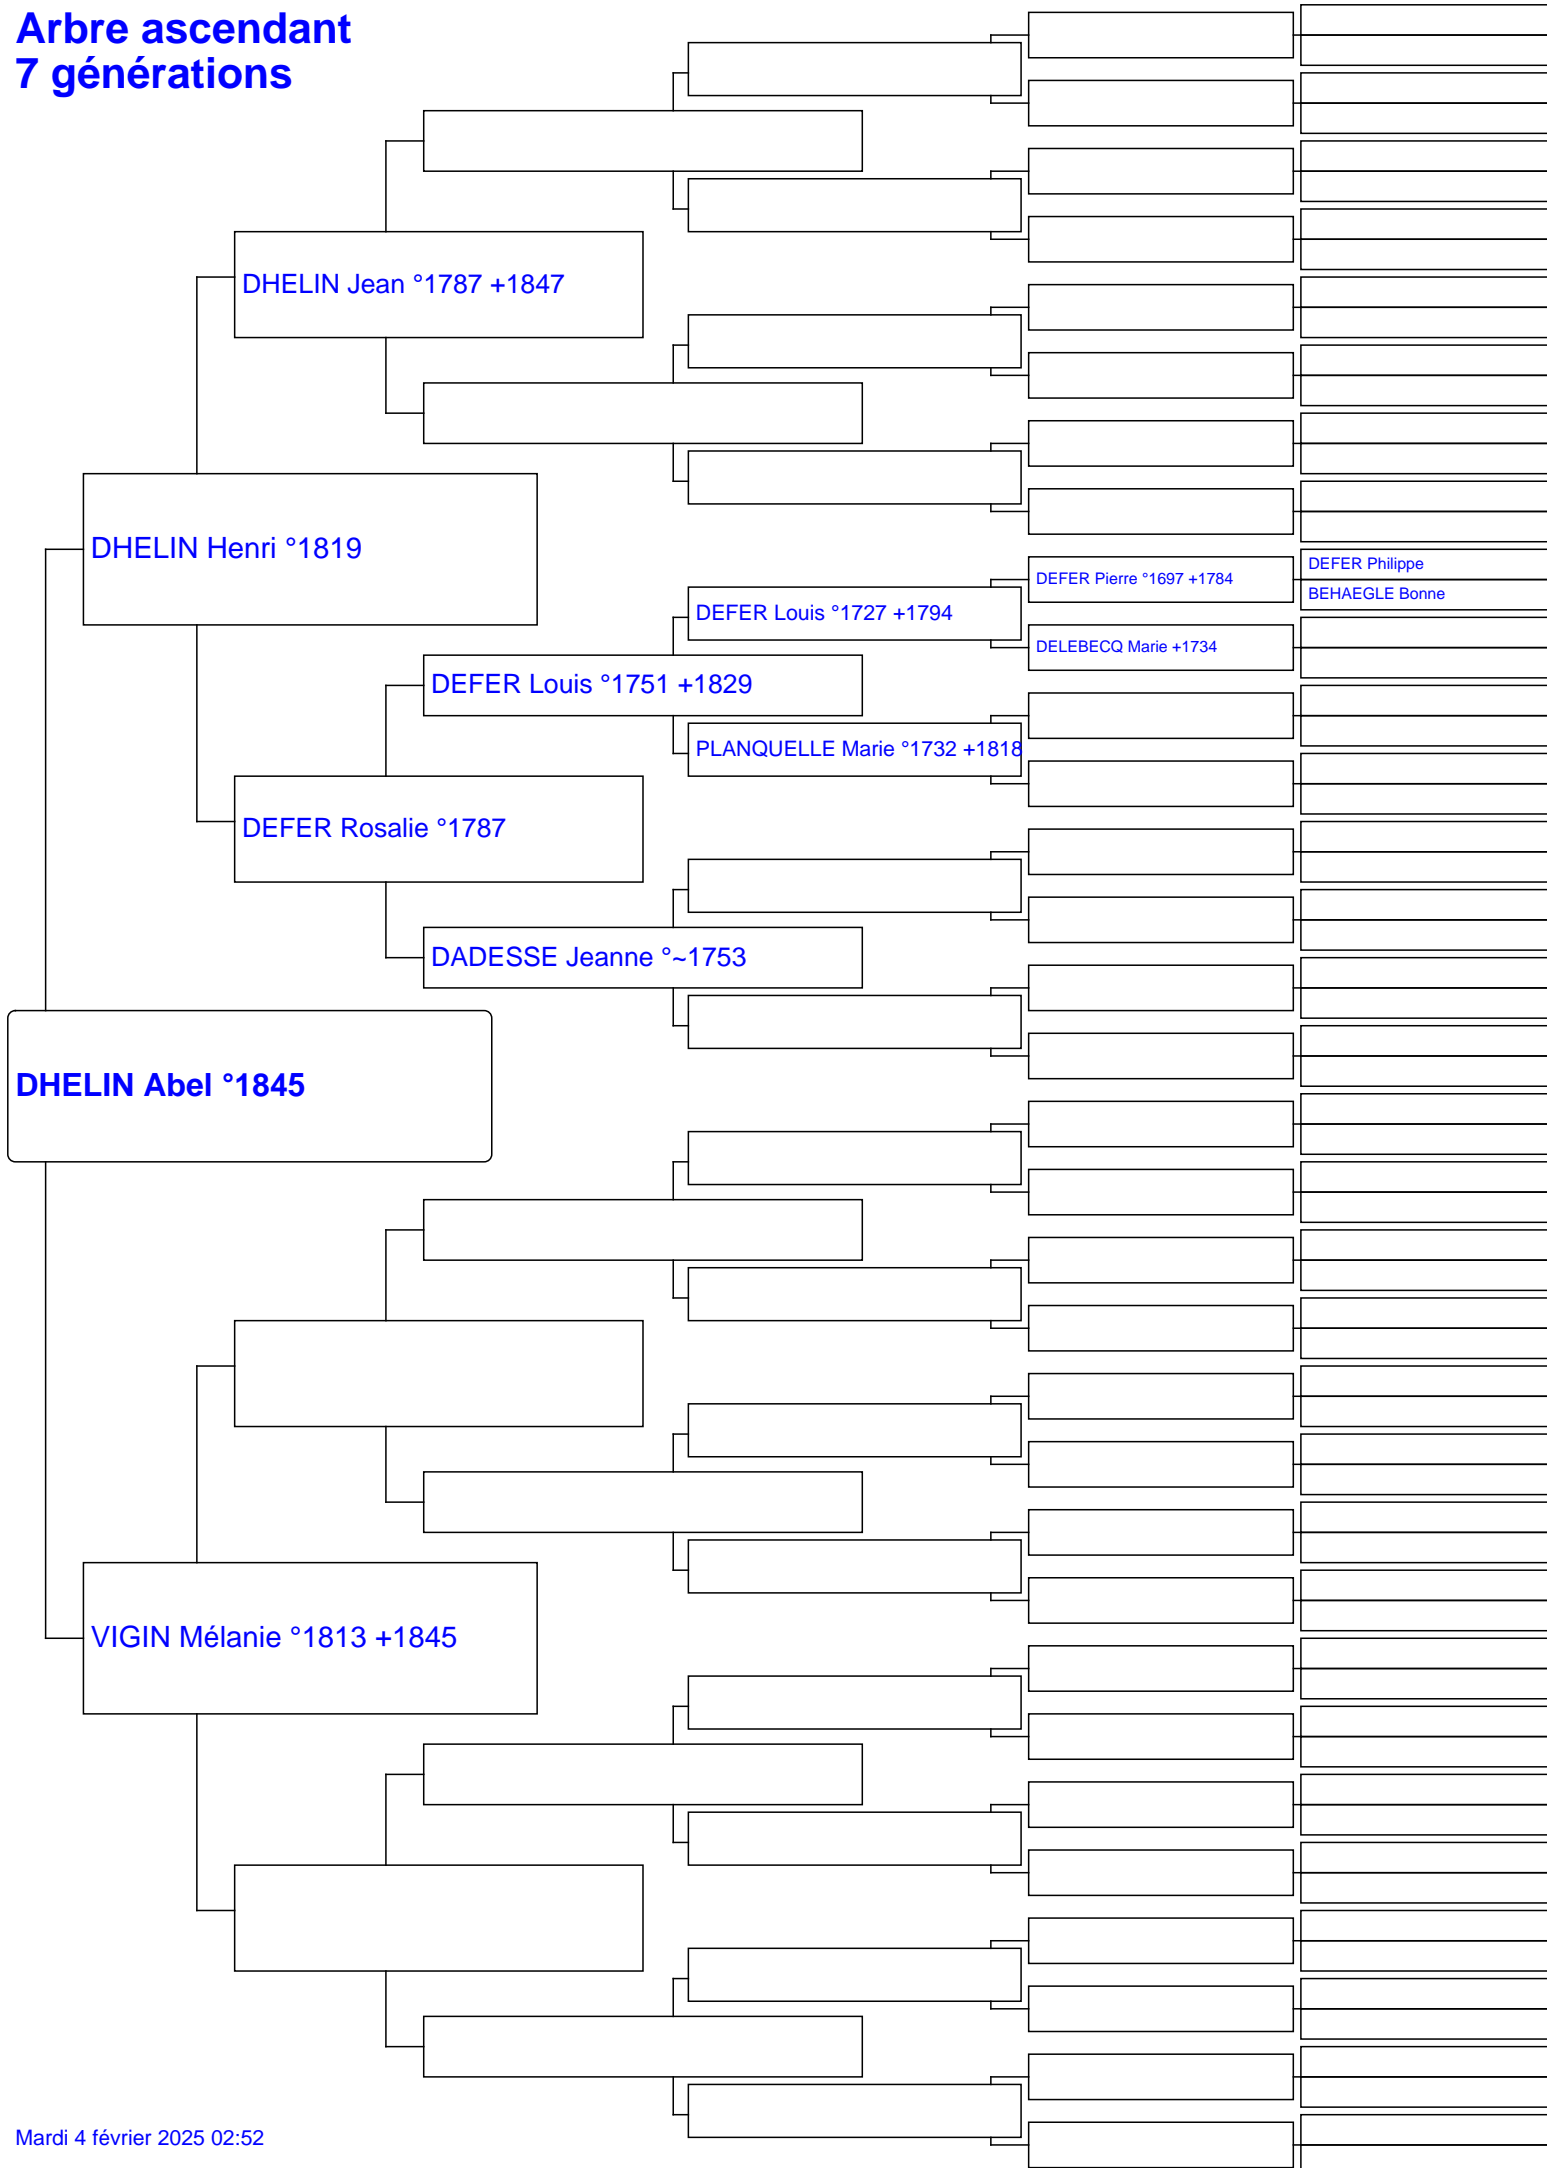 Arbre ascendant
7 générations
DHELIN Jean °1787 +1847
DHELIN Henri °1819
DEFER Pierre °1697 +1784
DEFER Philippe
BEHAEGLE Bonne
DEFER Louis °1727 +1794
DELEBECQ Marie +1734
DEFER Louis °1751 +1829
PLANQUELLE Marie °1732 +1818
DEFER Rosalie °1787
DADESSE Jeanne °~1753
DHELIN Abel °1845
VIGIN Mélanie °1813 +1845
Mardi 4 février 2025 02:52